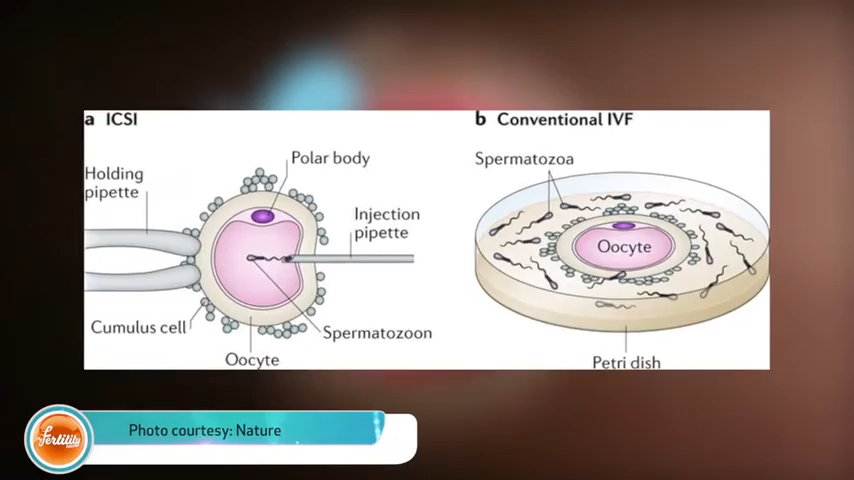 a ICSI
Holding
pipette
Polar body
Injection
pipette
Cumulus cell
Spermatozoon
Oocyte
b Conventional IVF
Spermatozoa
Oocyte
Petri dish
Fertility
Photo courtesy: Nature